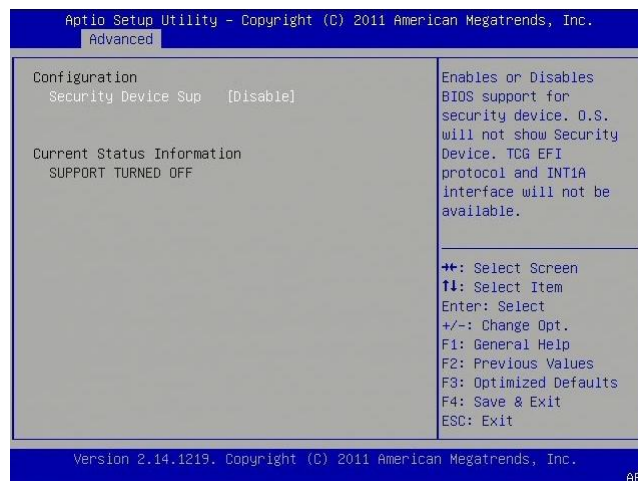 Aptio Setup Utility - Copyright (C) 2011 American Megatrends, Inc.
Advanced
Configuration
Security Device Sup [Disable]
Current Status Information
SUPPORT TURNED OFF
Enables or Disables
BIOS support for
security device. O.S.
will not show Security
Device. TCG EFI
protocol and INT1A
interface will not be
available.
→←: Select Screen
↑↓: Select Item
Enter: Select
+/-: Change Opt.
F1: General Help
F2: Previous Values
F3: Optimized Defaults
F4: Save & Exit
ESC: Exit
Version 2.14.1219. Copyright (C) 2011 American Megatrends, Inc.